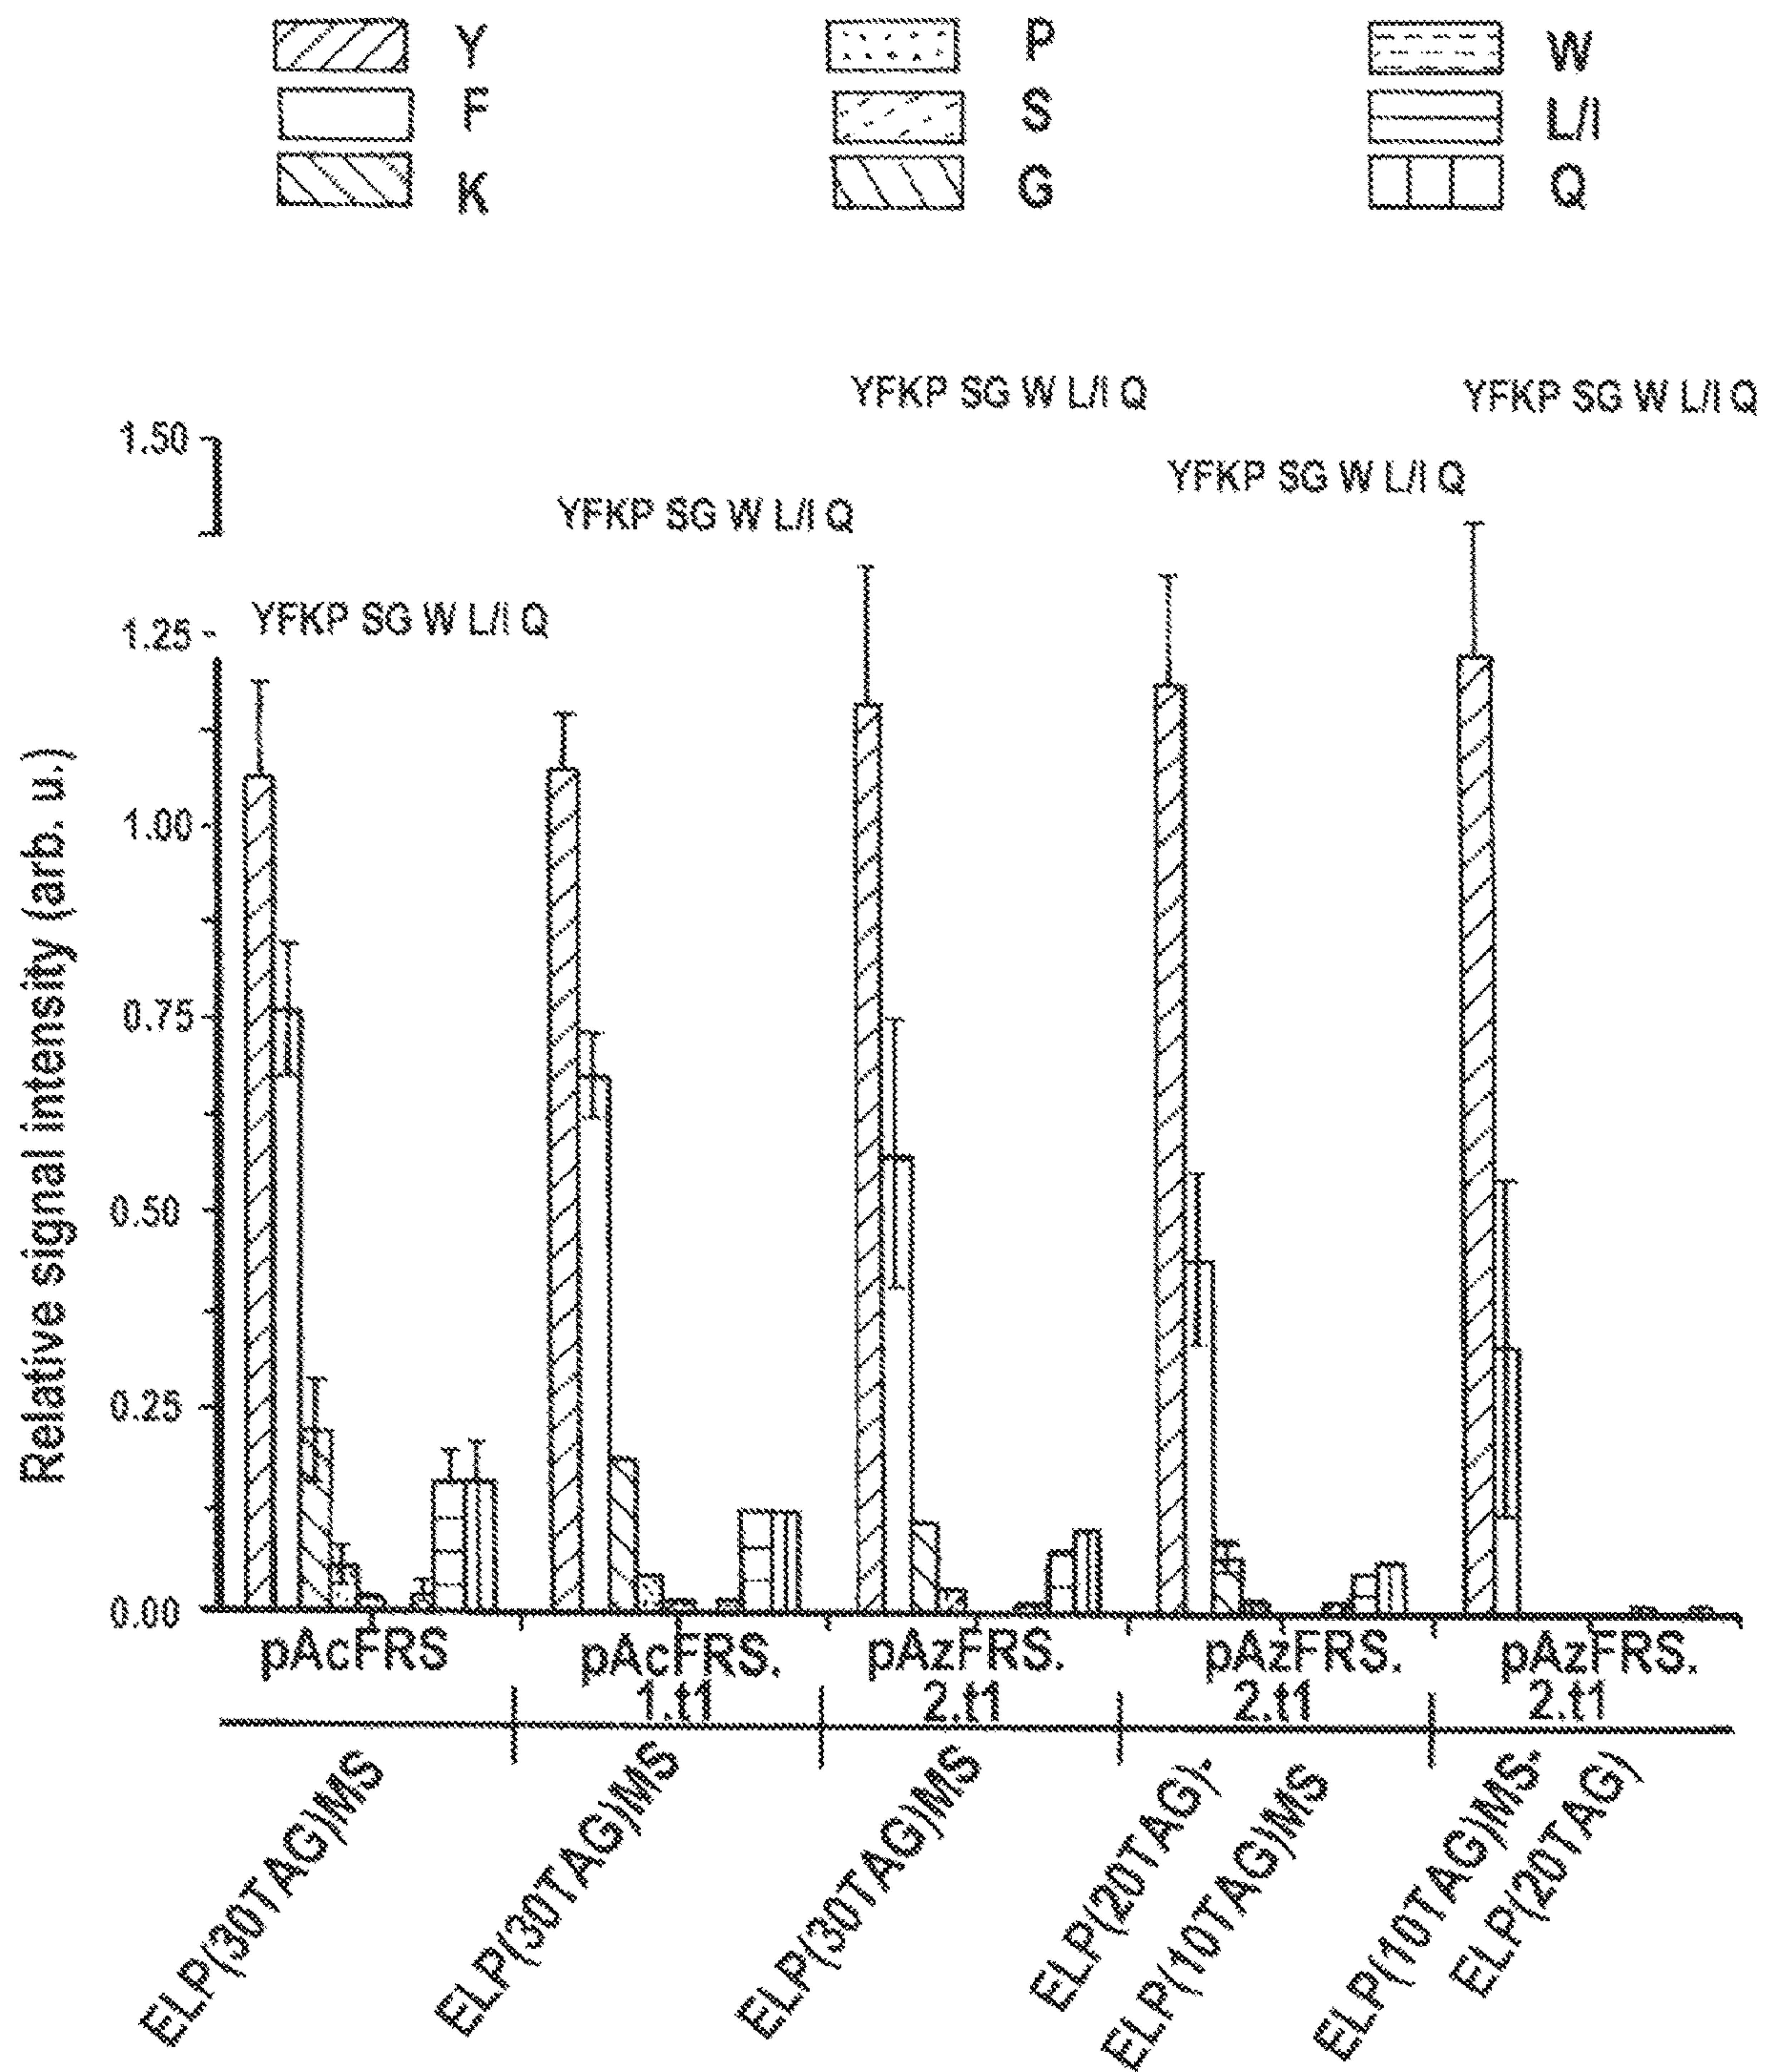 Y P W
F S L/I
K G Q
YFKP SG W L/I Q
YFKP SG W L/I Q
YFKP SG W L/I Q
YFKP SG W L/I Q
YFKP SG W L/I Q
Relative signal intensity (arb. u.)
1.50
1.25
1.00
0.75
0.50
0.25
0.00
pAcFRS
pAcFRS.
1.t1
pAzFRS.
2.t1
pAzFRS.
2.t1
pAzFRS.
2.t1
ELP(30TAG)MS
ELP(30TAG)MS
ELP(30TAG)MS
ELP(20TAG)-
ELP(10TAG)MS
ELP(10TAG)MS-
ELP(20TAG)